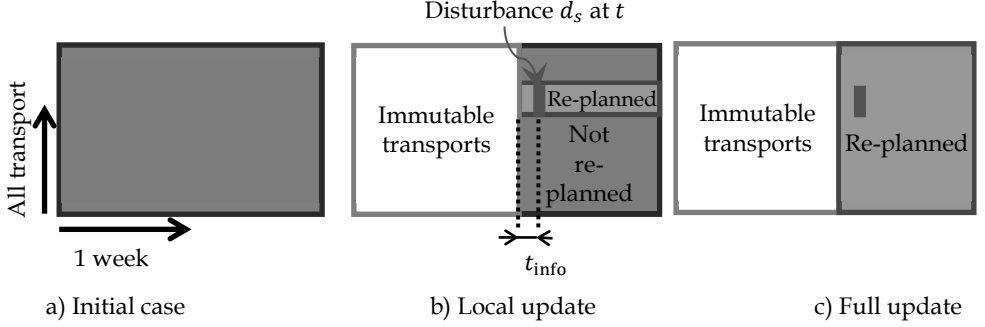 Disturbance d_s at t
All transport
Immutable
transports
Re-planned
Not
re-
planned
Immutable
transports
Re-planned
1 week
t_info
a) Initial case
b) Local update
c) Full update